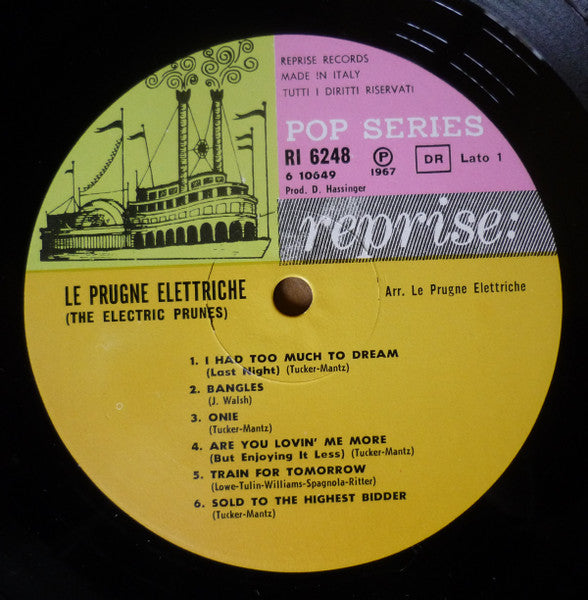 REPRISE RECORDS
MADE IN ITALY
TUTTI I DIRITTI RISERVATI
POP SERIES
RI 6248 Ⓟ DR Lato 1
6 10649 1967
Prod. D. Hassinger
reprise:
LE PRUGNE ELETTRICHE
(THE ELECTRIC PRUNES)
Arr. Le Prugne Elettriche
1. I HAD TOO MUCH TO DREAM
(Last Night) (Tucker-Mantz)
2. BANGLES
(J. Walsh)
3. ONIE
(Tucker-Mantz)
4. ARE YOU LOVIN' ME MORE
(But Enjoying It Less) (Tucker-Mantz)
5. TRAIN FOR TOMORROW
(Lowe-Tulin-Williams-Spagnola-Ritter)
6. SOLD TO THE HIGHEST BIDDER
(Tucker-Mantz)